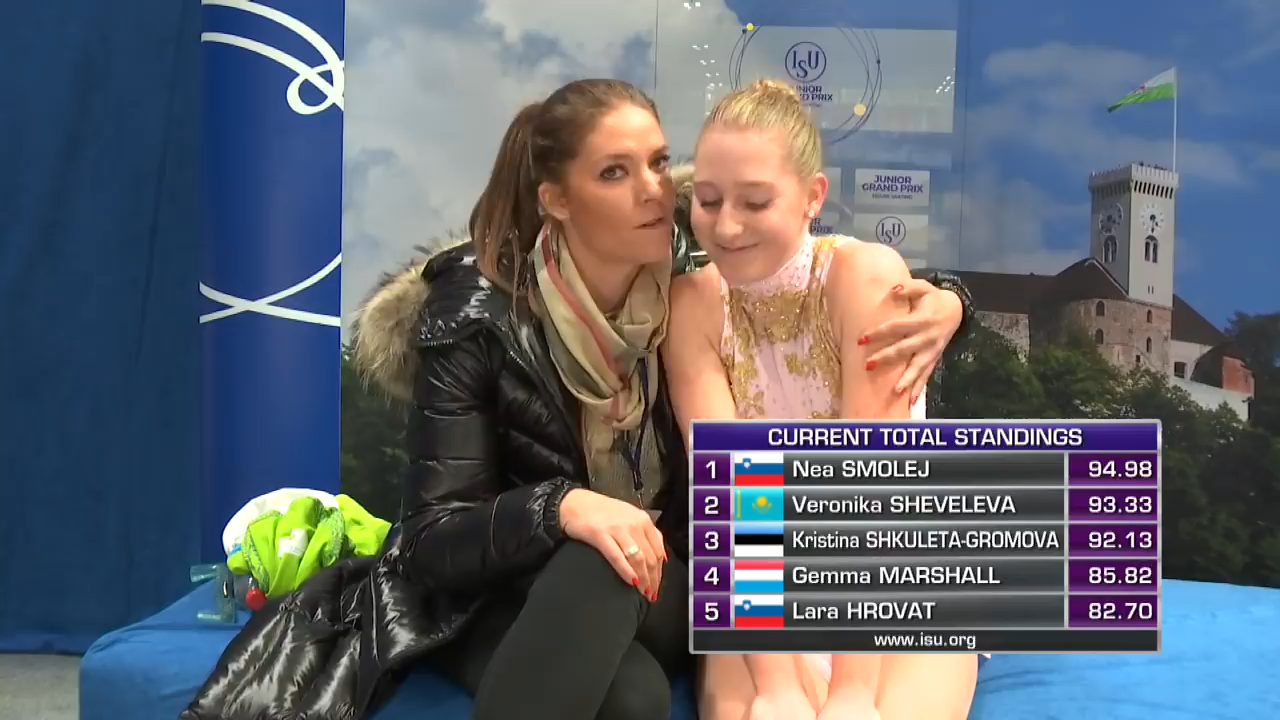 ISU
JUNIOR
GRAND PRIX
JUNIOR
GRAND PRIX
FIGURE SKATING
ISU
CURRENT TOTAL STANDINGS
1 Nea SMOLEJ 94.98
2 Veronika SHEVELEVA 93.33
3 Kristina SHKULETA-GROMOVA 92.13
4 Gemma MARSHALL 85.82
5 Lara HROVAT 82.70
www.isu.org